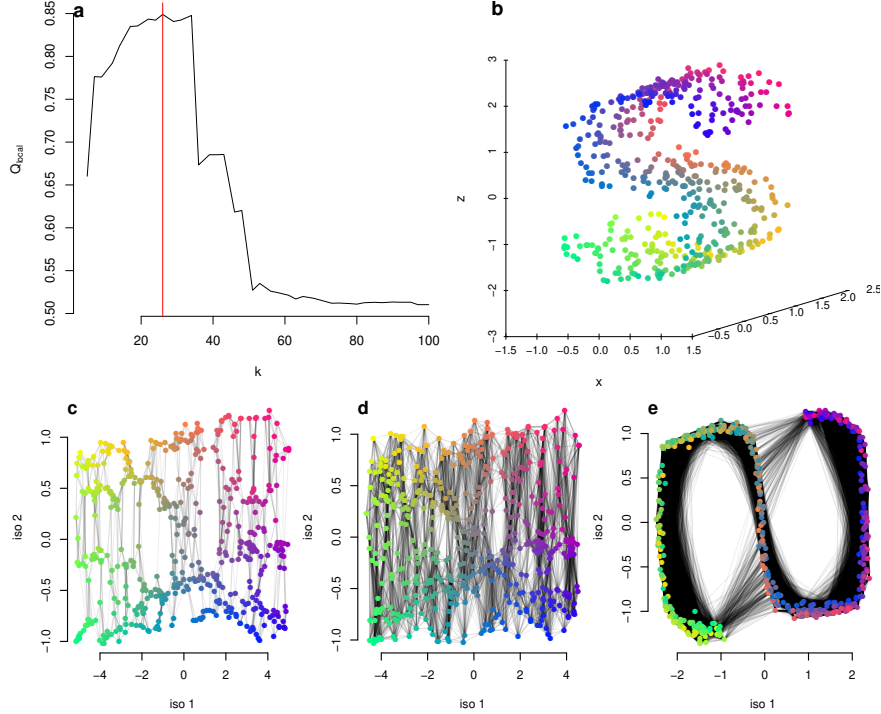 a
0.85
0.80
0.75
0.70
0.65
0.60
0.55
0.50
Q_local
20 40 60 80 100
k
b
3
2
1
0
−1
−2
−3
z
−1.5 −1.0 −0.5 0.0 0.5 1.0 1.5
x
−0.5 0.0 0.5 1.0 1.5 2.0 2.5
c
1.0
0.5
0.0
−0.5
−1.0
iso 2
−4 −2 0 2 4
iso 1
d
1.0
0.5
0.0
−0.5
−1.0
iso 2
−4 −2 0 2 4
iso 1
e
1.0
0.5
0.0
−0.5
−1.0
iso 2
−2 −1 0 1 2
iso 1